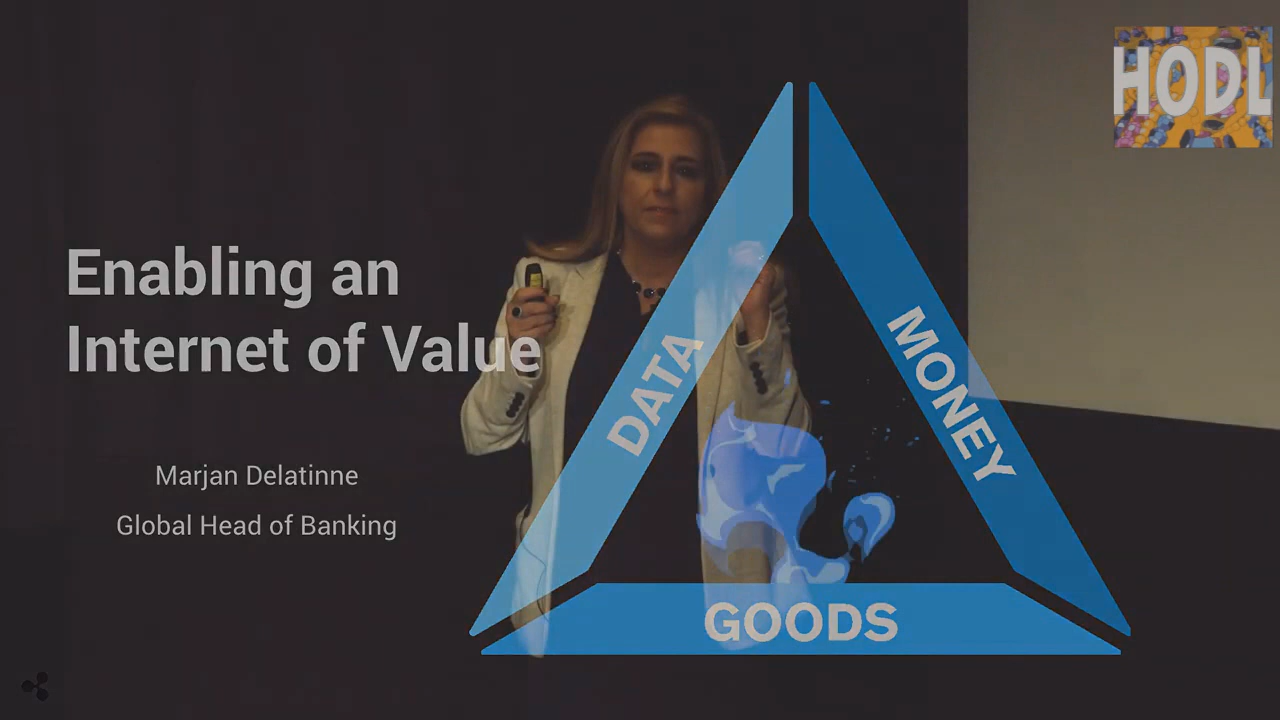 HODL
Enabling an
Internet of Value
Marjan Delatinne
Global Head of Banking
DATA
MONEY
GOODS